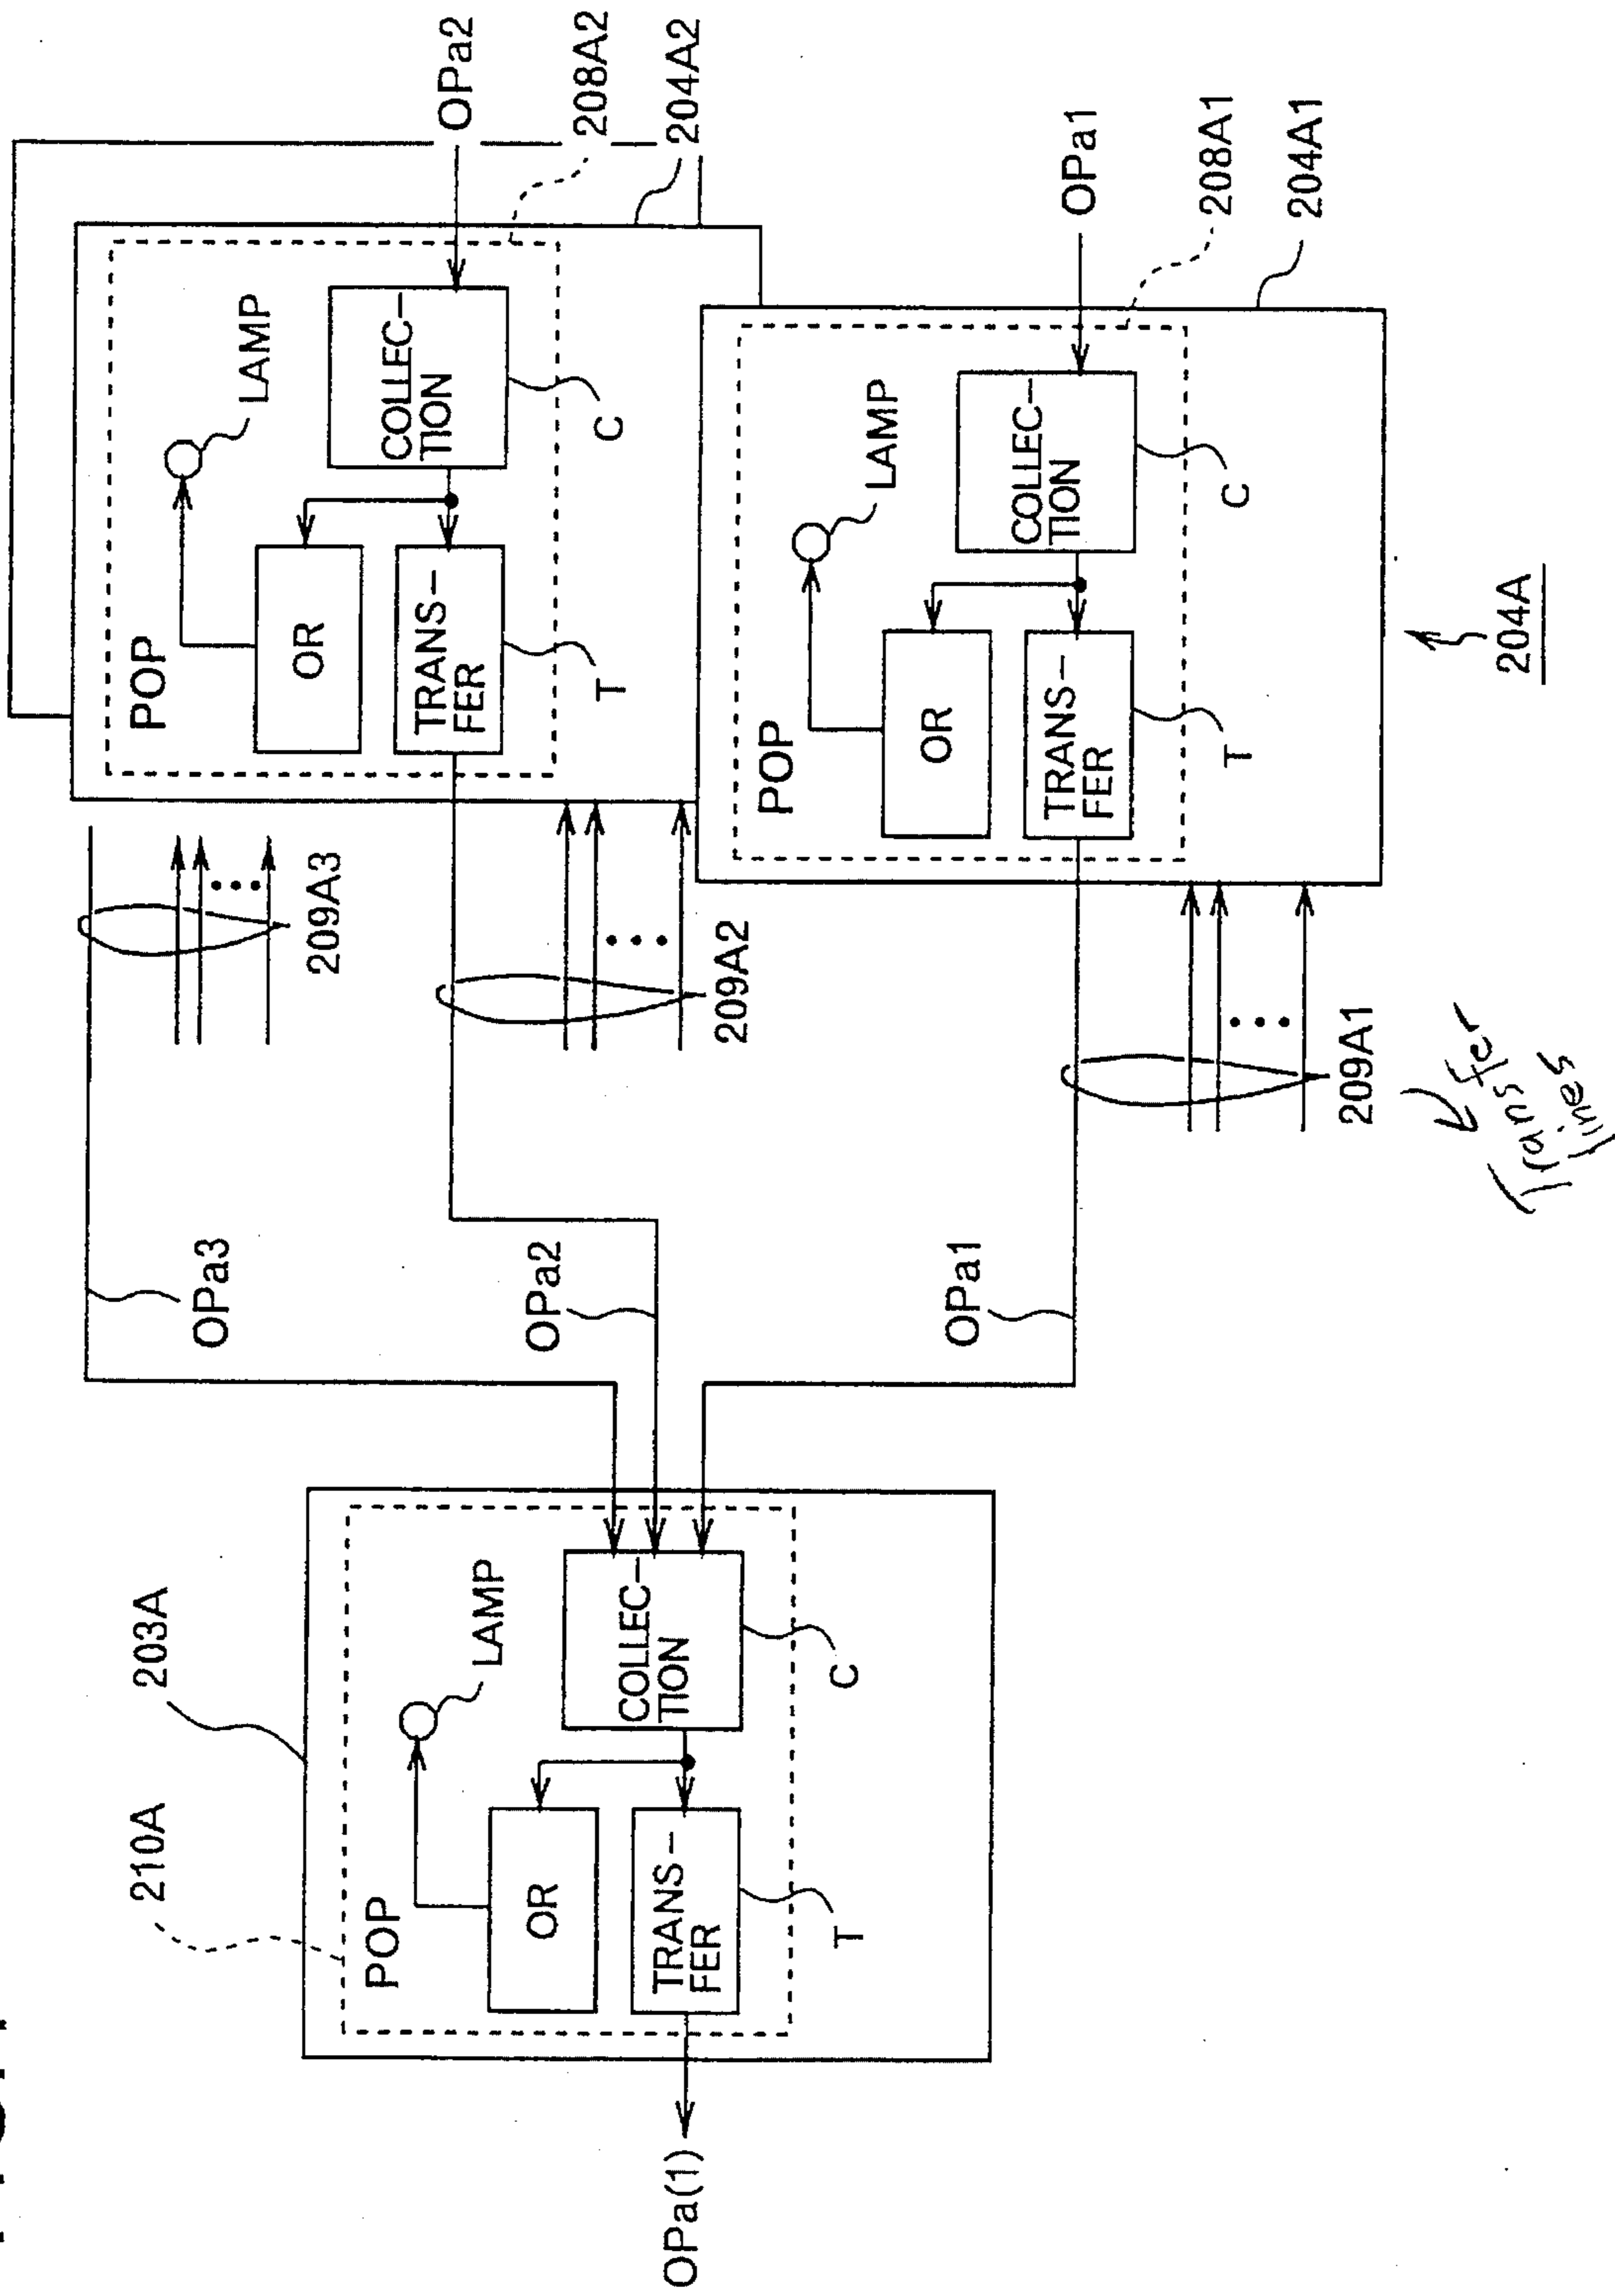 OPa(1)
210A
203A
POP
LAMP
OR
COLLEC-
TION
TRANS-
FER
C
T
OPa3
OPa2
OPa1
209A3
209A2
209A1
Transfer
lines
POP
LAMP
OR
COLLEC-
TION
TRANS-
FER
C
T
OPa2
208A2
204A2
POP
LAMP
OR
COLLEC-
TION
TRANS-
FER
C
T
OPa1
208A1
204A1
204A